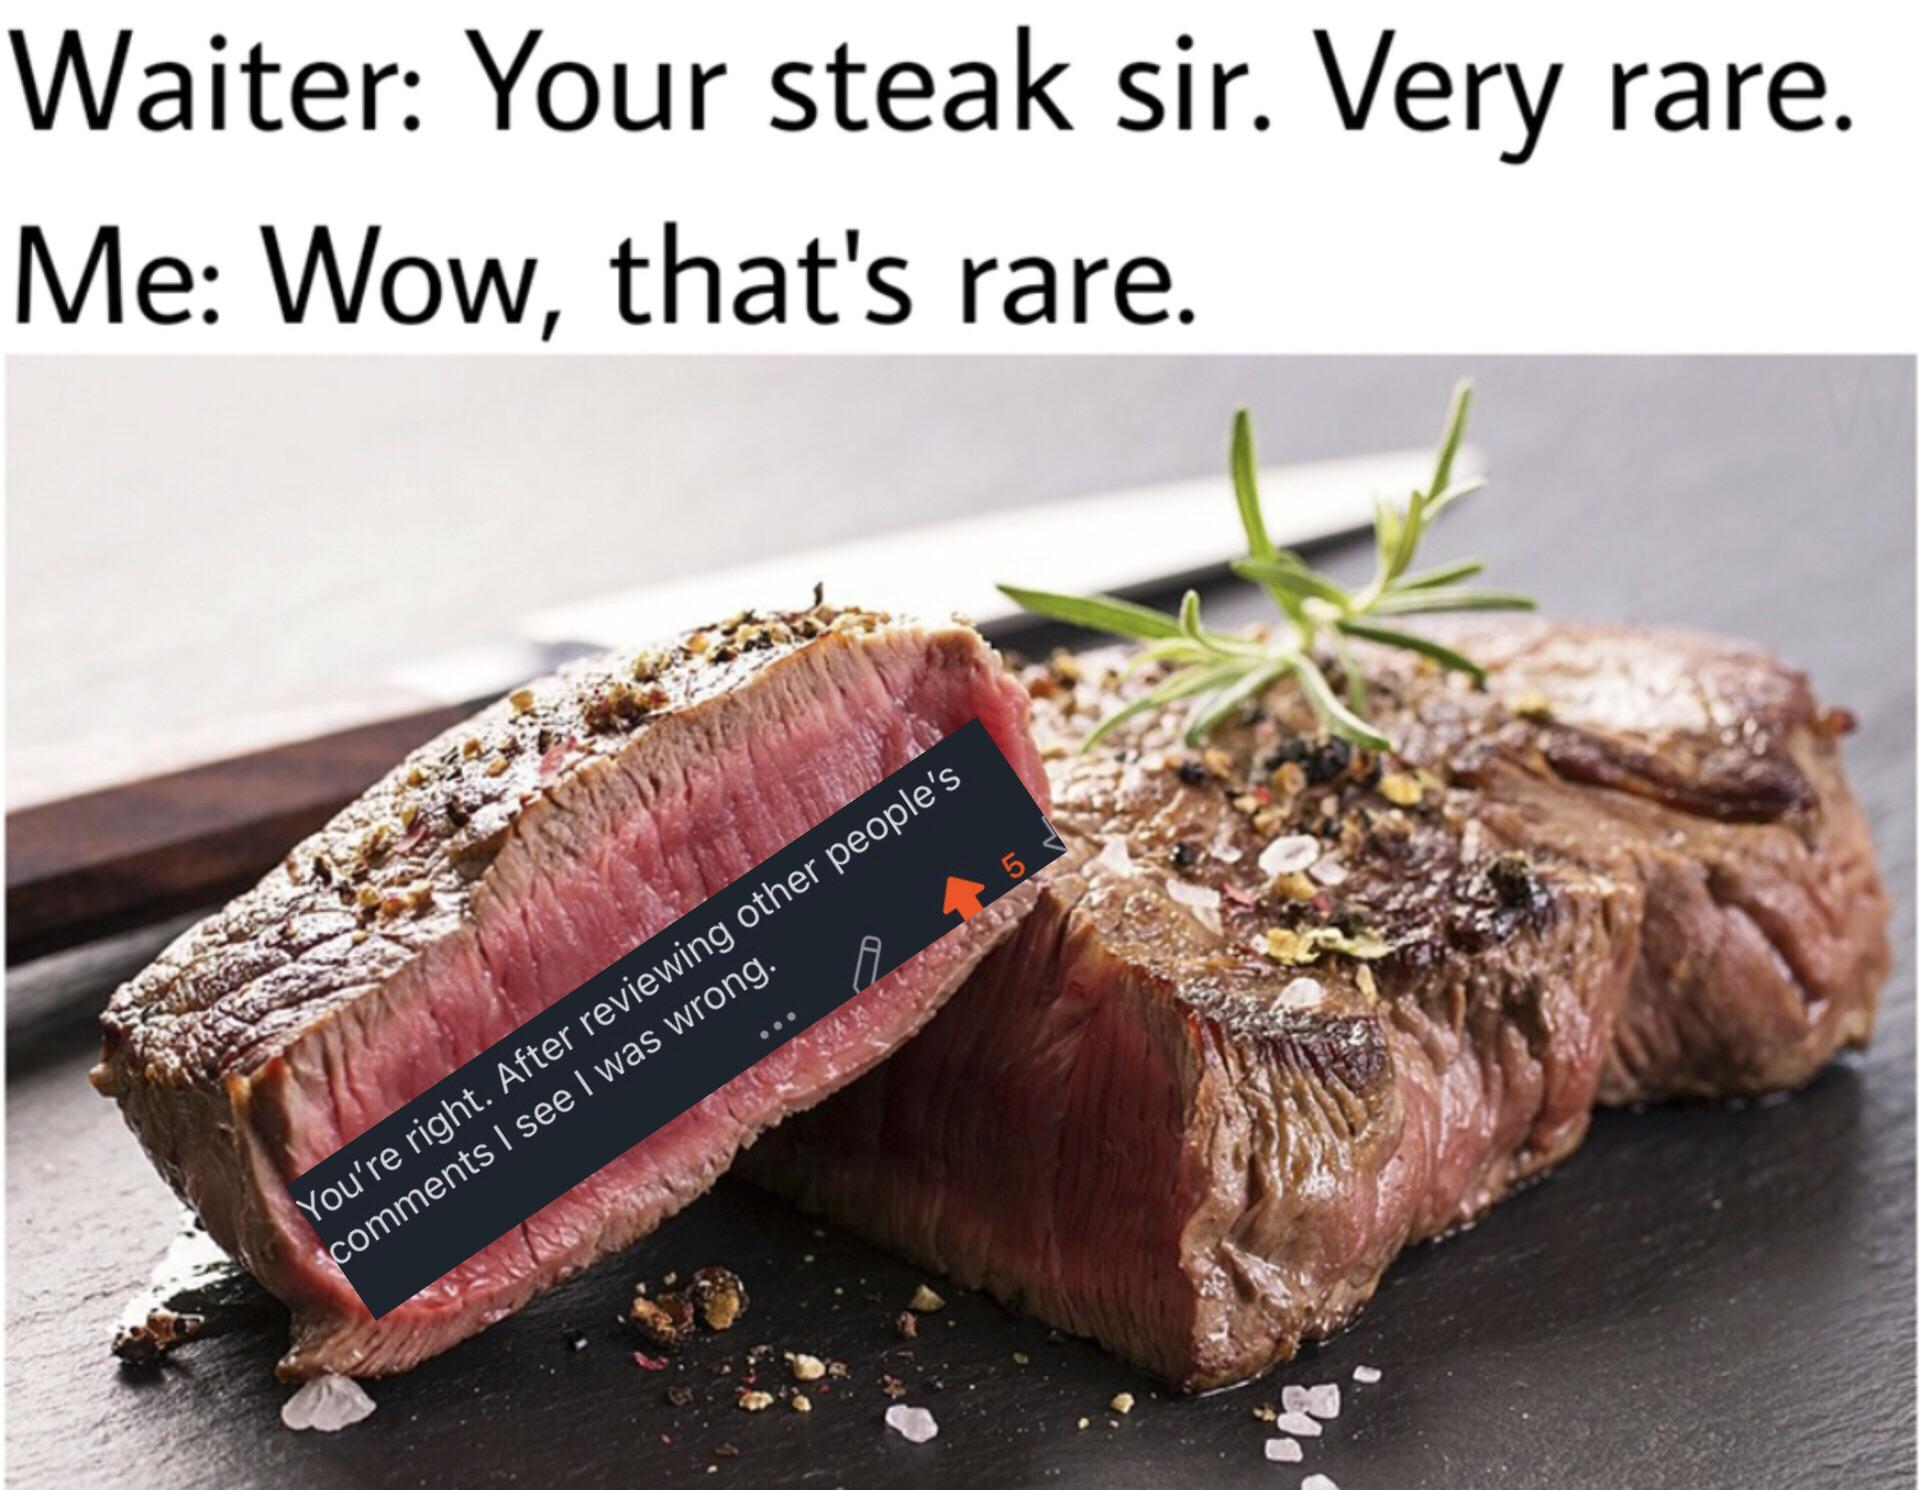 Waiter: Your steak sir. Very rare.
Me: Wow, that's rare.
You're right. After reviewing other people's
comments I see I was wrong.
5